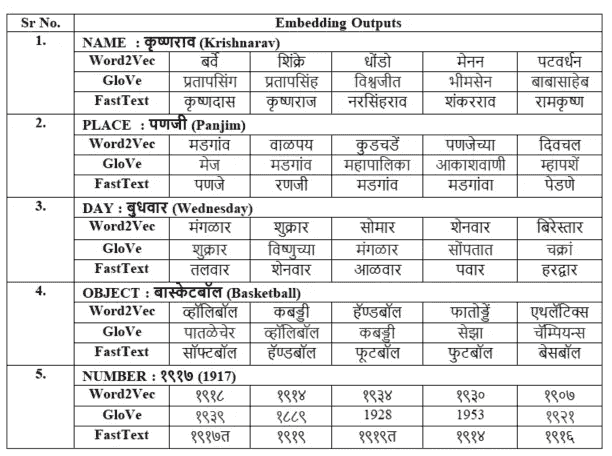 Sr No. Embedding Outputs
1. NAME : कृष्णराव (Krishnarav)
Word2Vec बर्वे शिंक्रे धोंडो मेनन पटवर्धन
GloVe प्रतापसिंग प्रतापसिंह विश्वजीत भीमसेन बाबासाहेब
FastText कृष्णदास कृष्णराज नरसिंहराव शंकरराव रामकृष्ण
2. PLACE : पणजी (Panjim)
Word2Vec मडगांव वाळपय कुडचडें पणजेच्या दिवचल
GloVe मेज मडगांव महापालिका आकाशवाणी म्हापशें
FastText पणजे रणजी मडगांव मडगांवा पेडणे
3. DAY : बुधवार (Wednesday)
Word2Vec मंगळार शुक्रार सोमार शेनवार बिरेस्तार
GloVe शुक्रार विष्णुच्या मंगळार सोंपतात चक्रां
FastText तलवार शेनवार आळवार पवार हरद्वार
4. OBJECT : बास्केटबॉल (Basketball)
Word2Vec व्हॉलिबॉल कबड्डी हॅण्डबॉल फातोर्डें एथलॅटिक्स
GloVe पातळेचेर व्हॉलिबॉल कबड्डी सेझा चॅम्पियन्स
FastText सॉफ्टबॉल हॅण्डबॉल फूटबॉल फुटबॉल बेसबॉल
5. NUMBER : १९१७ (1917)
Word2Vec १९१८ १९१४ १९३४ १९३० १९०७
GloVe १९३९ १८८९ 1928 1953 १९२१
FastText १९१७त १९१९ १९१९त १९१४ १९१६